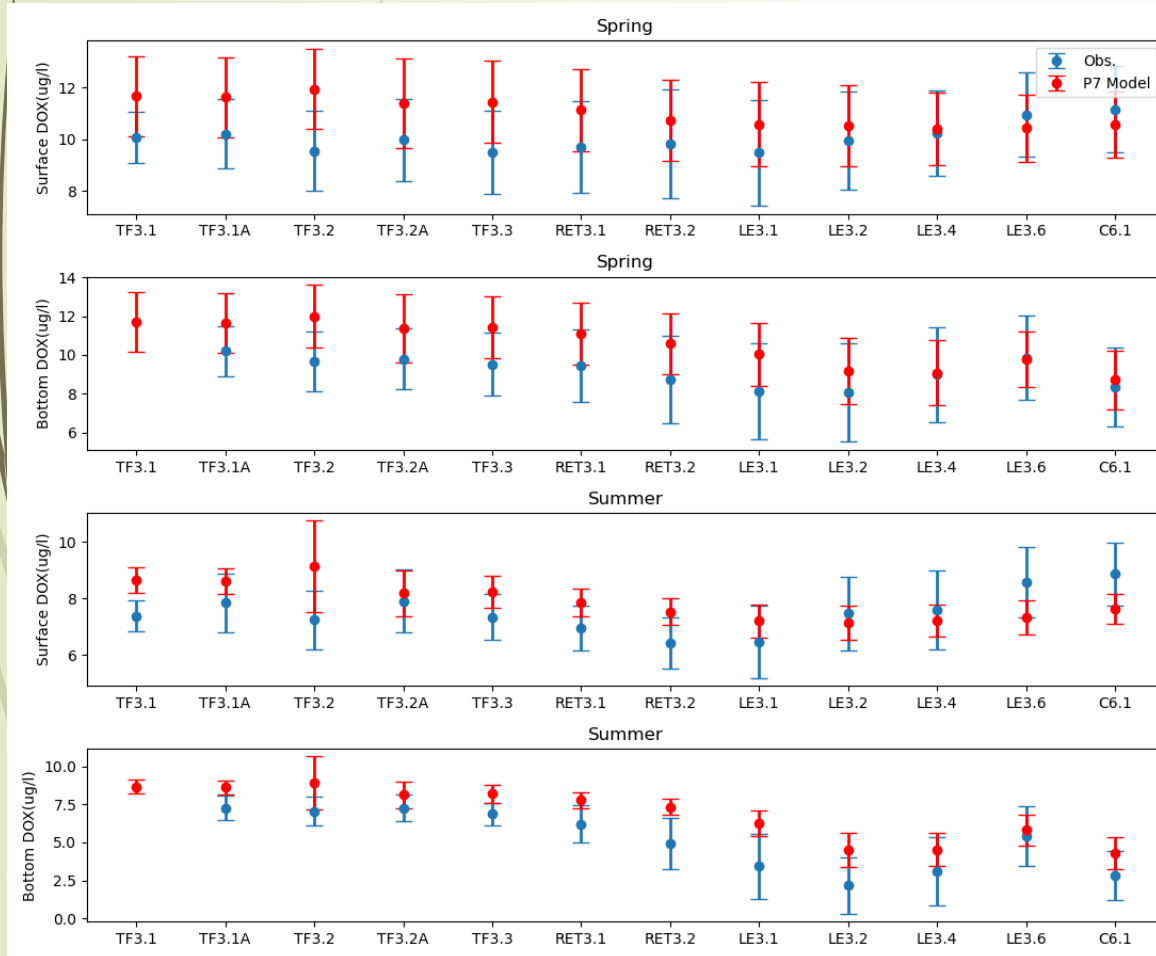 Spring
Surface DOX(ug/l)
12
10
8
Obs.
P7 Model
TF3.1 TF3.1A TF3.2 TF3.2A TF3.3 RET3.1 RET3.2 LE3.1 LE3.2 LE3.4 LE3.6 C6.1
Spring
Bottom DOX(ug/l)
14
12
10
8
6
TF3.1 TF3.1A TF3.2 TF3.2A TF3.3 RET3.1 RET3.2 LE3.1 LE3.2 LE3.4 LE3.6 C6.1
Summer
Surface DOX(ug/l)
10
8
6
TF3.1 TF3.1A TF3.2 TF3.2A TF3.3 RET3.1 RET3.2 LE3.1 LE3.2 LE3.4 LE3.6 C6.1
Summer
Bottom DOX(ug/l)
10.0
7.5
5.0
2.5
0.0
TF3.1 TF3.1A TF3.2 TF3.2A TF3.3 RET3.1 RET3.2 LE3.1 LE3.2 LE3.4 LE3.6 C6.1